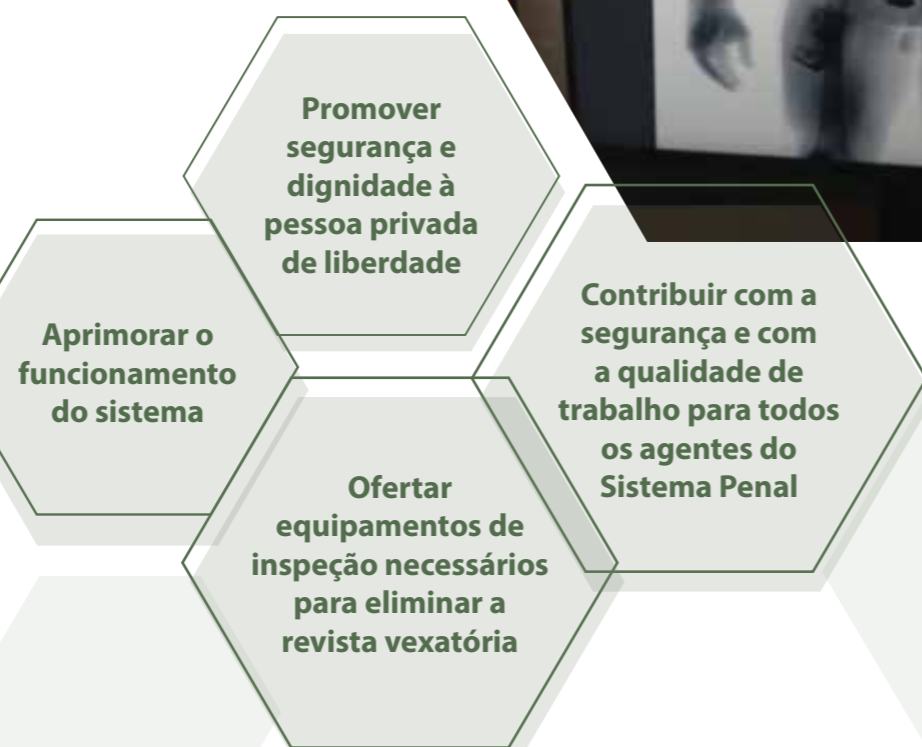 Promover
segurança e
dignidade à
pessoa privada
de liberdade
Aprimorar o
funcionamento
do sistema
Contribuir com a
segurança e com
a qualidade de
trabalho para todos
os agentes do
Sistema Penal
Ofertar
equipamentos de
inspeção necessários
para eliminar a
revista vexatória